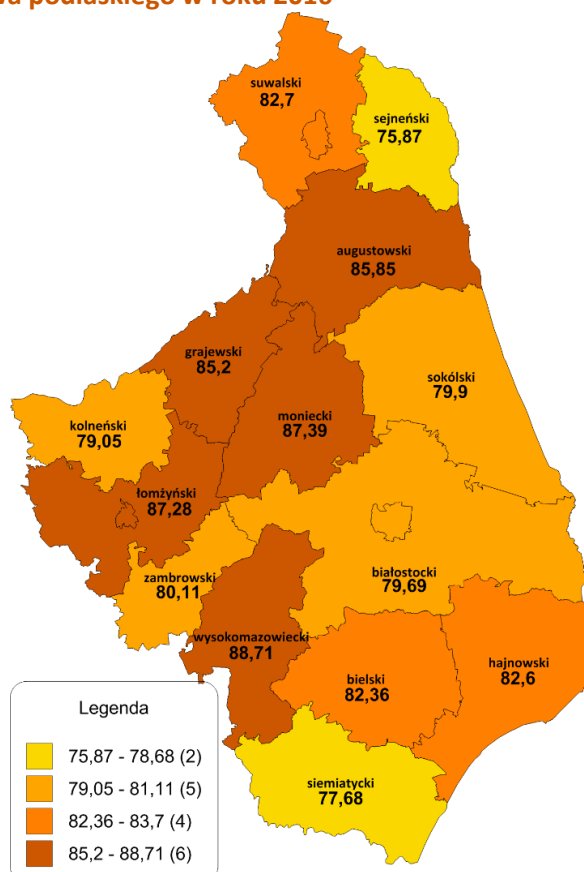 wa podlaskiego w roku 2016
suwalski
82,7
sejneński
75,87
augustowski
85,85
grajewski
85,2
sokólski
79,9
moniecki
87,39
kolneński
79,05
łomżyński
87,28
zambrowski
80,11
białostocki
79,69
wysokomazowiecki
88,71
hajnowski
82,6
bielski
82,36
siemiatycki
77,68
Legenda
75,87 - 78,68 (2)
79,05 - 81,11 (5)
82,36 - 83,7 (4)
85,2 - 88,71 (6)